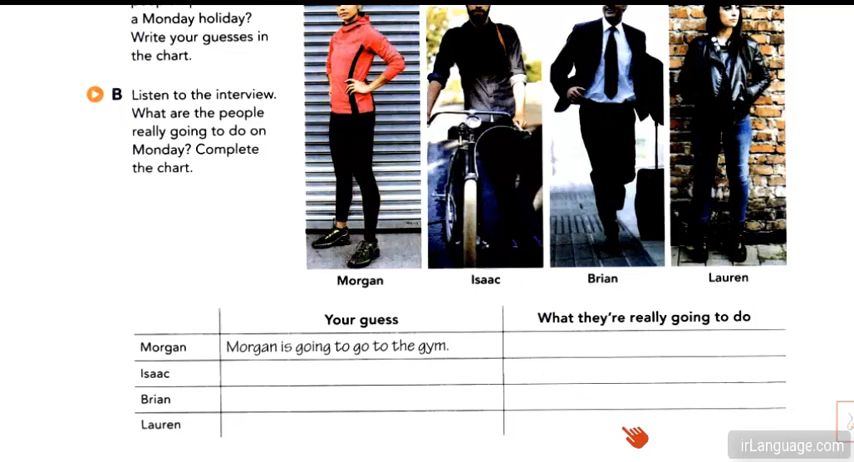 a Monday holiday?
Write your guesses in
the chart.
B Listen to the interview.
What are the people
really going to do on
Monday? Complete
the chart.
Morgan
Isaac
Brian
Lauren
Your guess
What they're really going to do
Morgan
Morgan is going to go to the gym.
Isaac
Brian
Lauren
irLanguage.com